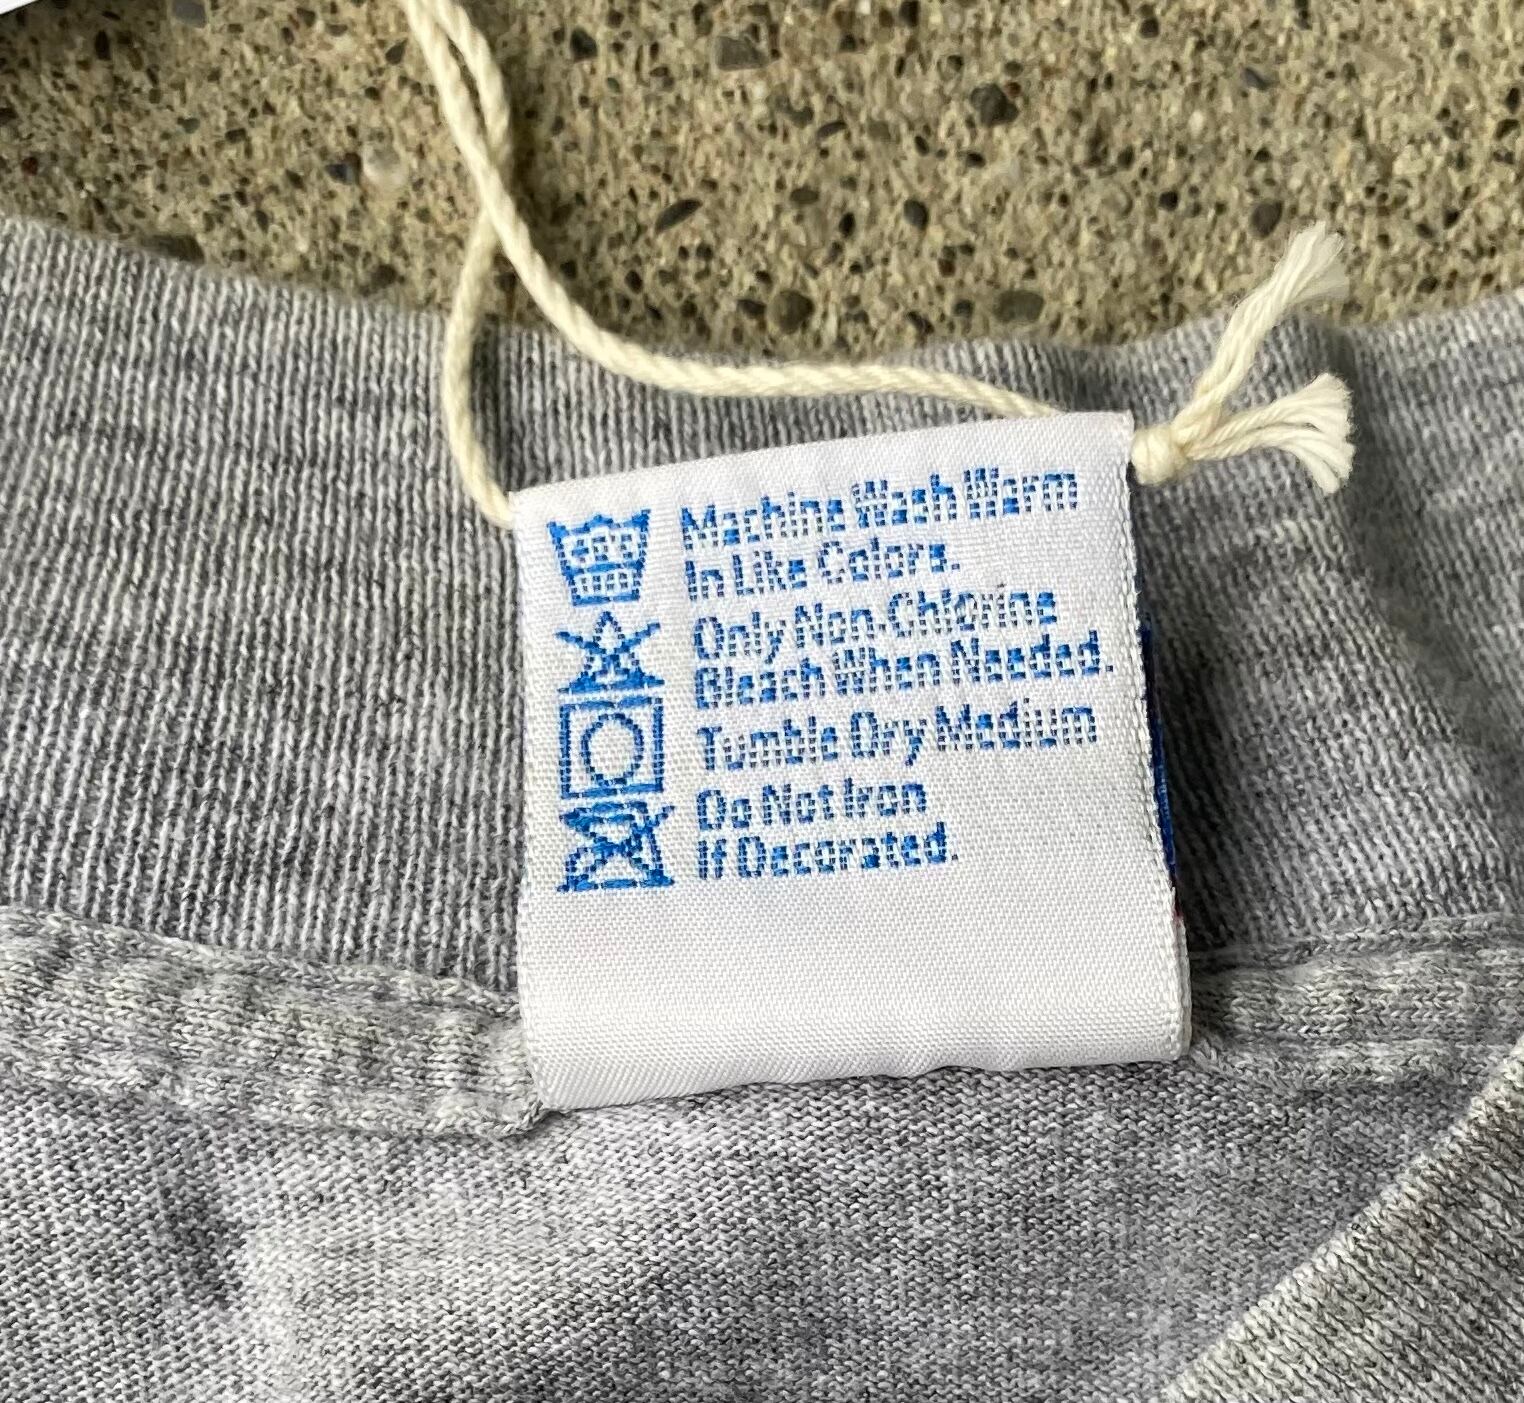 Machine Wash Warm
In Like Colors.
Only Non Chlorine
Bleach When Needed.
Tumble Dry Medium
Do Not Iron
If Decorated.